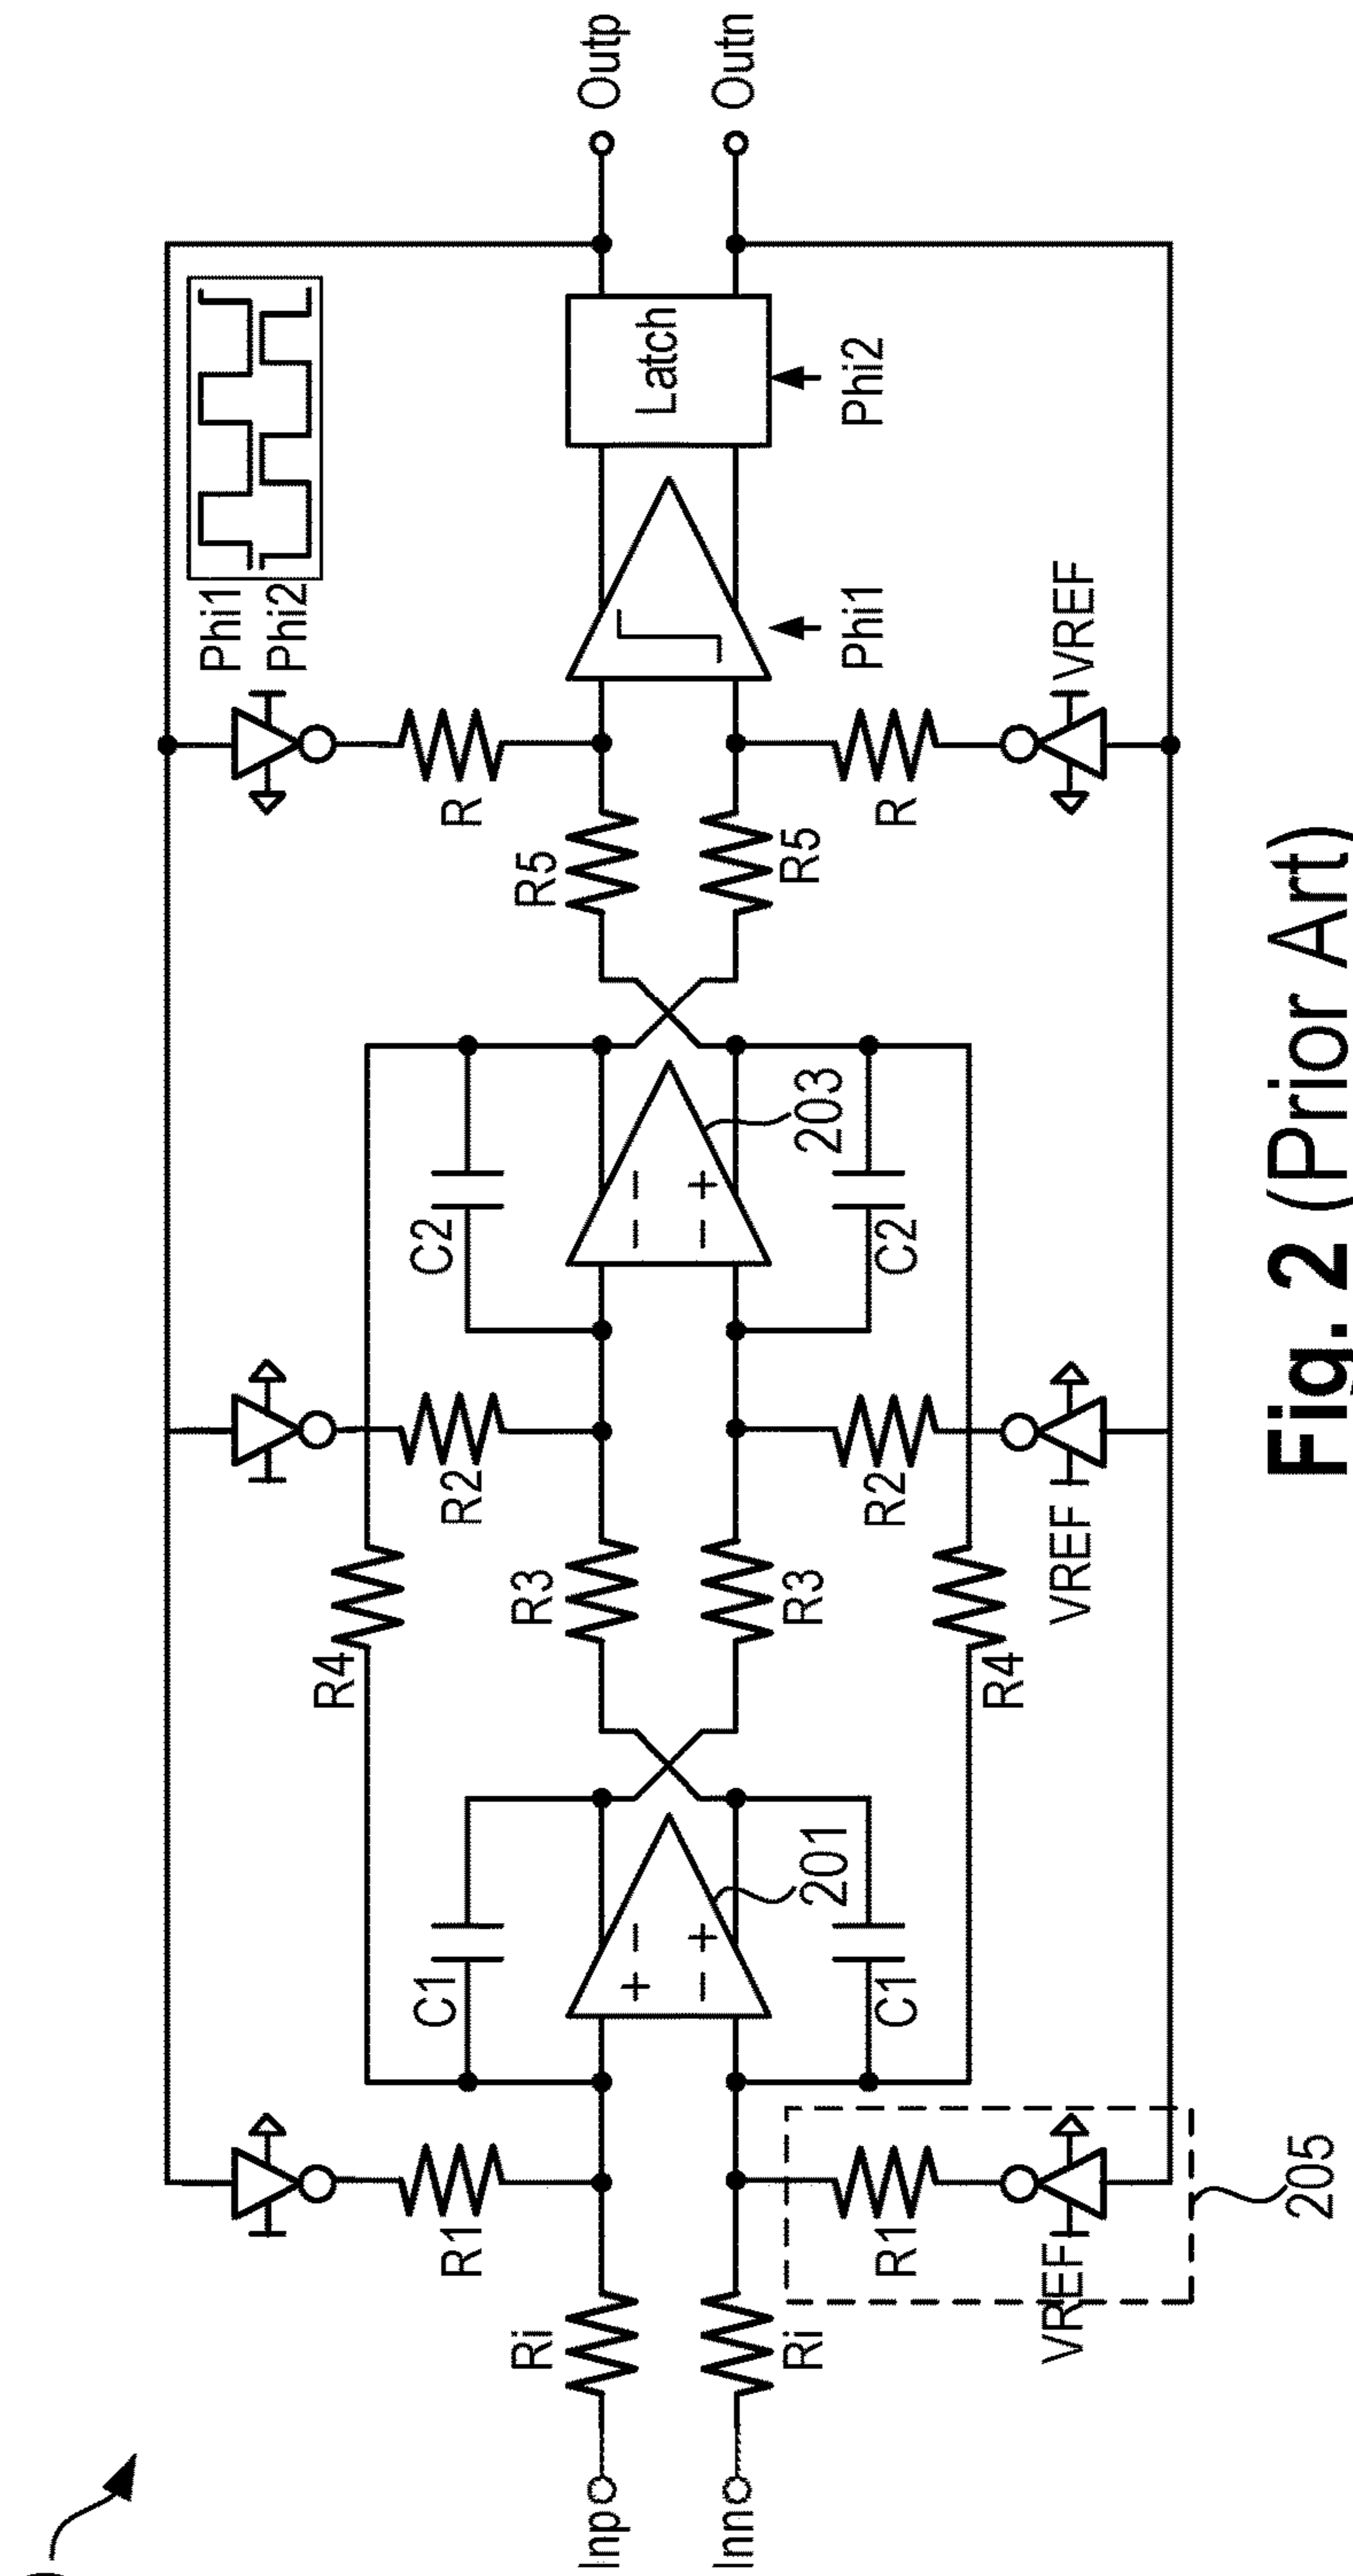 Phi1
Phi2
R4
R1
R2
R
C1
C2
Inp
Ri
+ -
R3
- -
R5
Latch
Outp
Inn
Ri
- +
R3
- +
R5
Outn
201
203
C1
C2
Phi1
Phi2
R1
R2
R
R4
VREF
VREF
VREF
205
Fig. 2 (Prior Art)